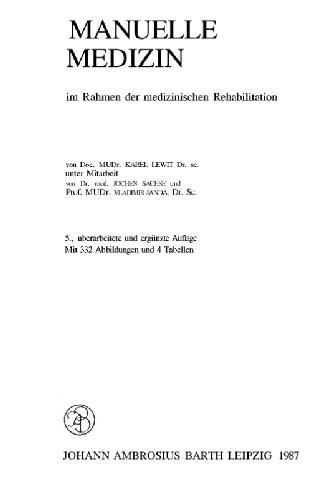 MANUELLE
MEDIZIN
im Rahmen der medizinischen Rehabilitation
von Doc. MUDr. KAREL LEWIT Dr. sc.
unter Mitarbeit
von Dr. med. JOCHEN SACHSE und
Prof. MUDr. VLADIMIR JANDA, Dr. Sc.
5., uberarbeitete und ergänzte Auflage
Mit 332 Abbildungen und 4 Tabellen
JOHANN AMBROSIUS BARTH LEIPZIG 1987